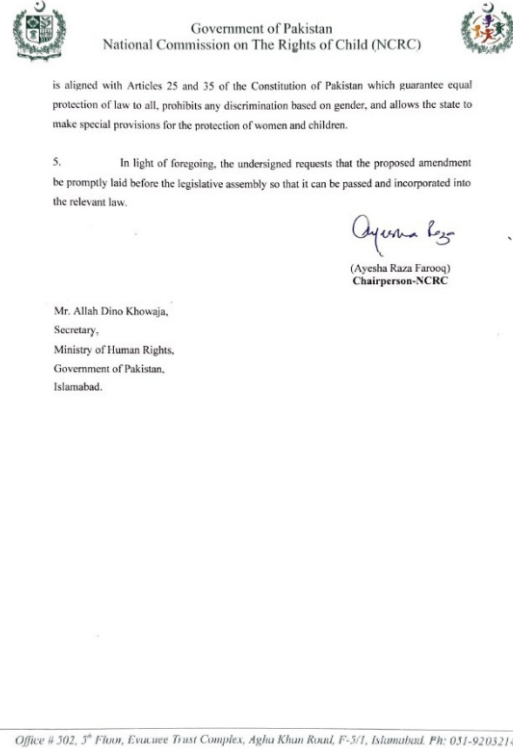 Government of Pakistan
National Commission on The Rights of Child (NCRC)
is aligned with Articles 25 and 35 of the Constitution of Pakistan which guarantee equal
protection of law to all, prohibits any discrimination based on gender, and allows the state to
make special provisions for the protection of women and children.
5. In light of foregoing, the undersigned requests that the proposed amendment
be promptly laid before the legislative assembly so that it can be passed and incorporated into
the relevant law.
Ayesha Raza
(Ayesha Raza Farooq)
Chairperson-NCRC
Mr. Allah Dino Khowaja,
Secretary,
Ministry of Human Rights,
Government of Pakistan,
Islamabad.
Office # 502, 5th Floor, Evacuee Trust Complex, Agha Khan Road, F-5/1, Islamabad. Ph: 051-9203214